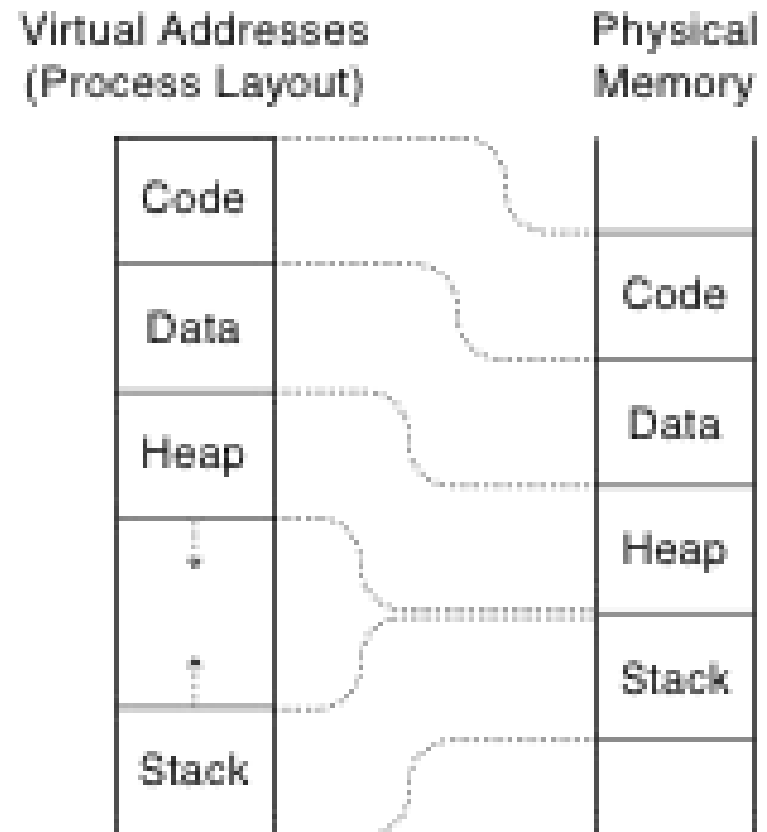 Virtual Addresses
(Process Layout)
Physical
Memory
Code
Data
Heap
Stack
Code
Data
Heap
Stack